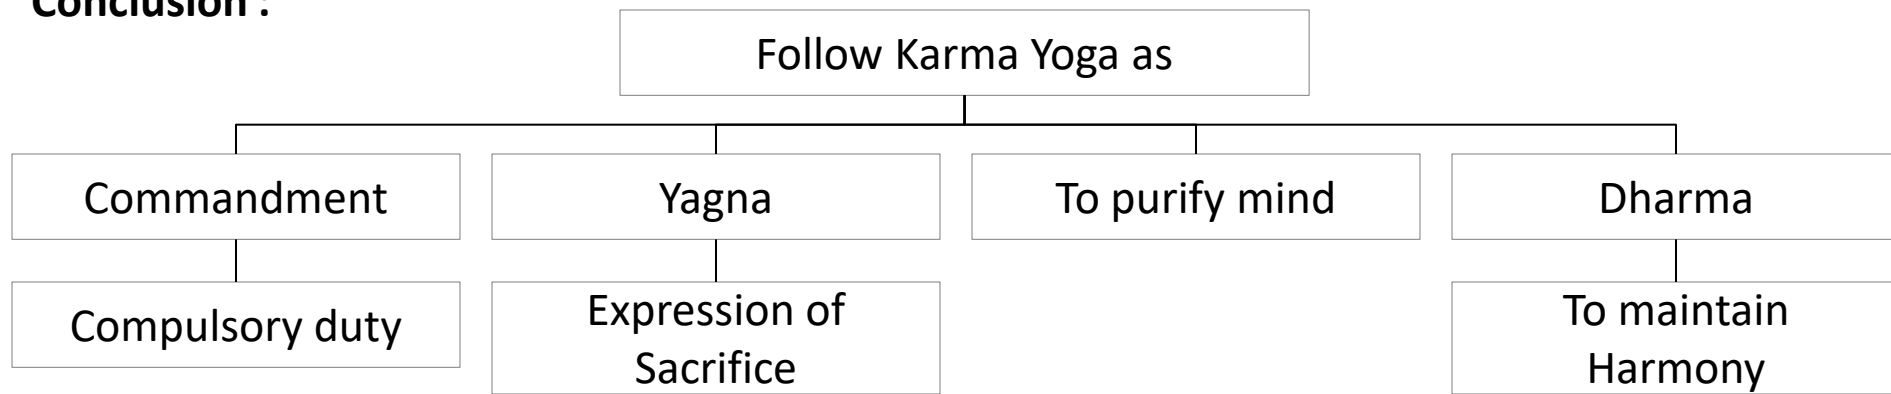 Conclusion :
Follow Karma Yoga as
Commandment
Yagna
To purify mind
Dharma
Compulsory duty
Expression of
Sacrifice
To maintain
Harmony